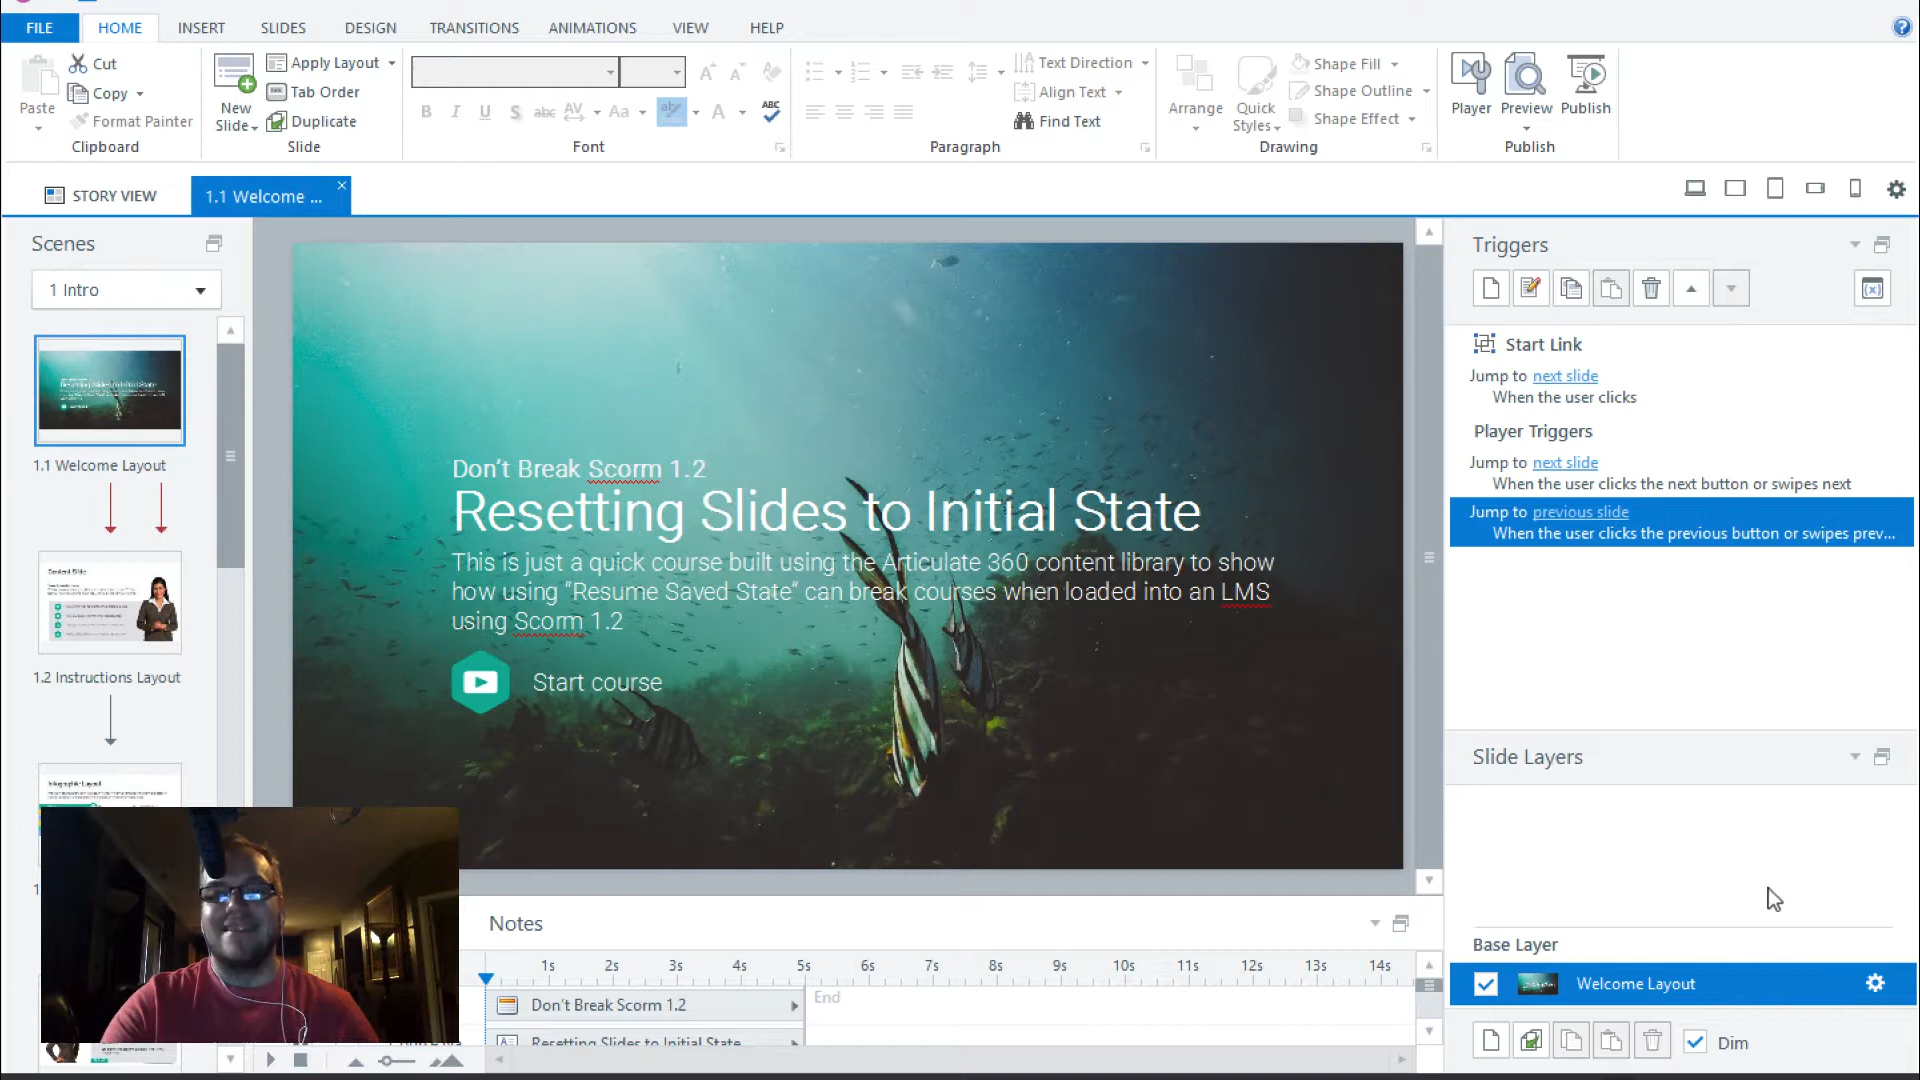 FILE HOME INSERT SLIDES DESIGN TRANSITIONS ANIMATIONS VIEW HELP
Paste
Cut
Copy
Format Painter
Clipboard
New
Slide
Apply Layout
Tab Order
Duplicate
Slide
Font
Text Direction
Align Text
Find Text
Paragraph
Arrange
Quick
Styles
Shape Fill
Shape Outline
Shape Effect
Drawing
Player
Preview
Publish
Publish
STORY VIEW
1.1 Welcome ...
Scenes
1 Intro
1.1 Welcome Layout
Content Slide
1.2 Instructions Layout
Infographic Layout
Don't Break Scorm 1.2
Resetting Slides to Initial State
This is just a quick course built using the Articulate 360 content library to show
how using “Resume Saved State” can break courses when loaded into an LMS
using Scorm 1.2
Start course
Notes
1s 2s 3s 4s 5s 6s 7s 8s 9s 10s 11s 12s 13s 14s
Don't Break Scorm 1.2
End
Resetting Slides to Initial State
Triggers
Start Link
Jump to next slide
When the user clicks
Player Triggers
Jump to next slide
When the user clicks the next button or swipes next
Jump to previous slide
When the user clicks the previous button or swipes prev...
Slide Layers
Base Layer
Welcome Layout
Dim